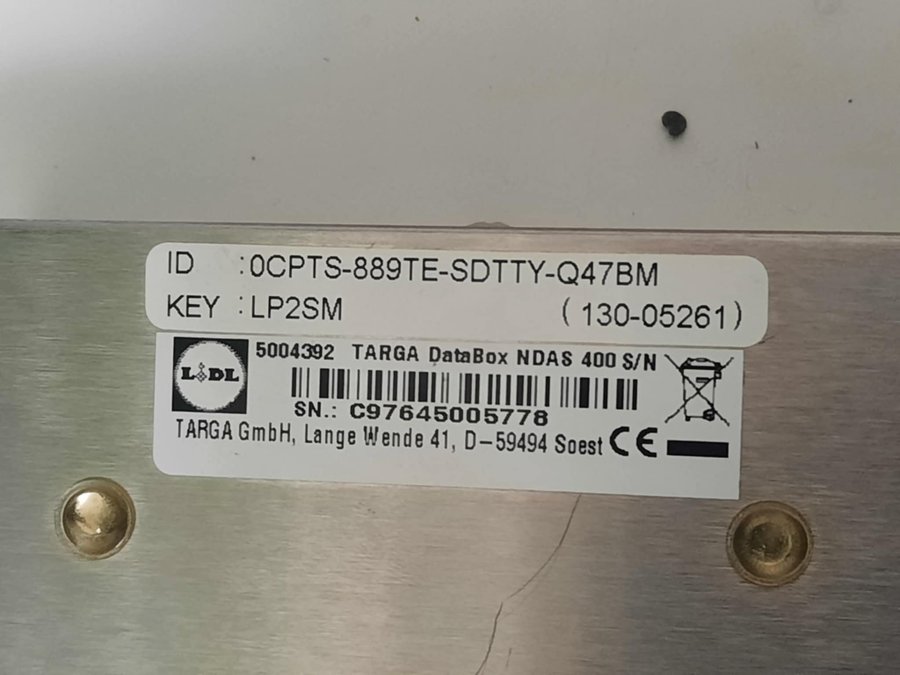 ID :0CPTS-889TE-SDTTY-Q47BM
KEY :LP2SM (130-05261)
LIDL
5004392 TARGA DataBox NDAS 400 S/N
SN.: C97645005778
TARGA GmbH, Lange Wende 41, D-59494 Soest CE